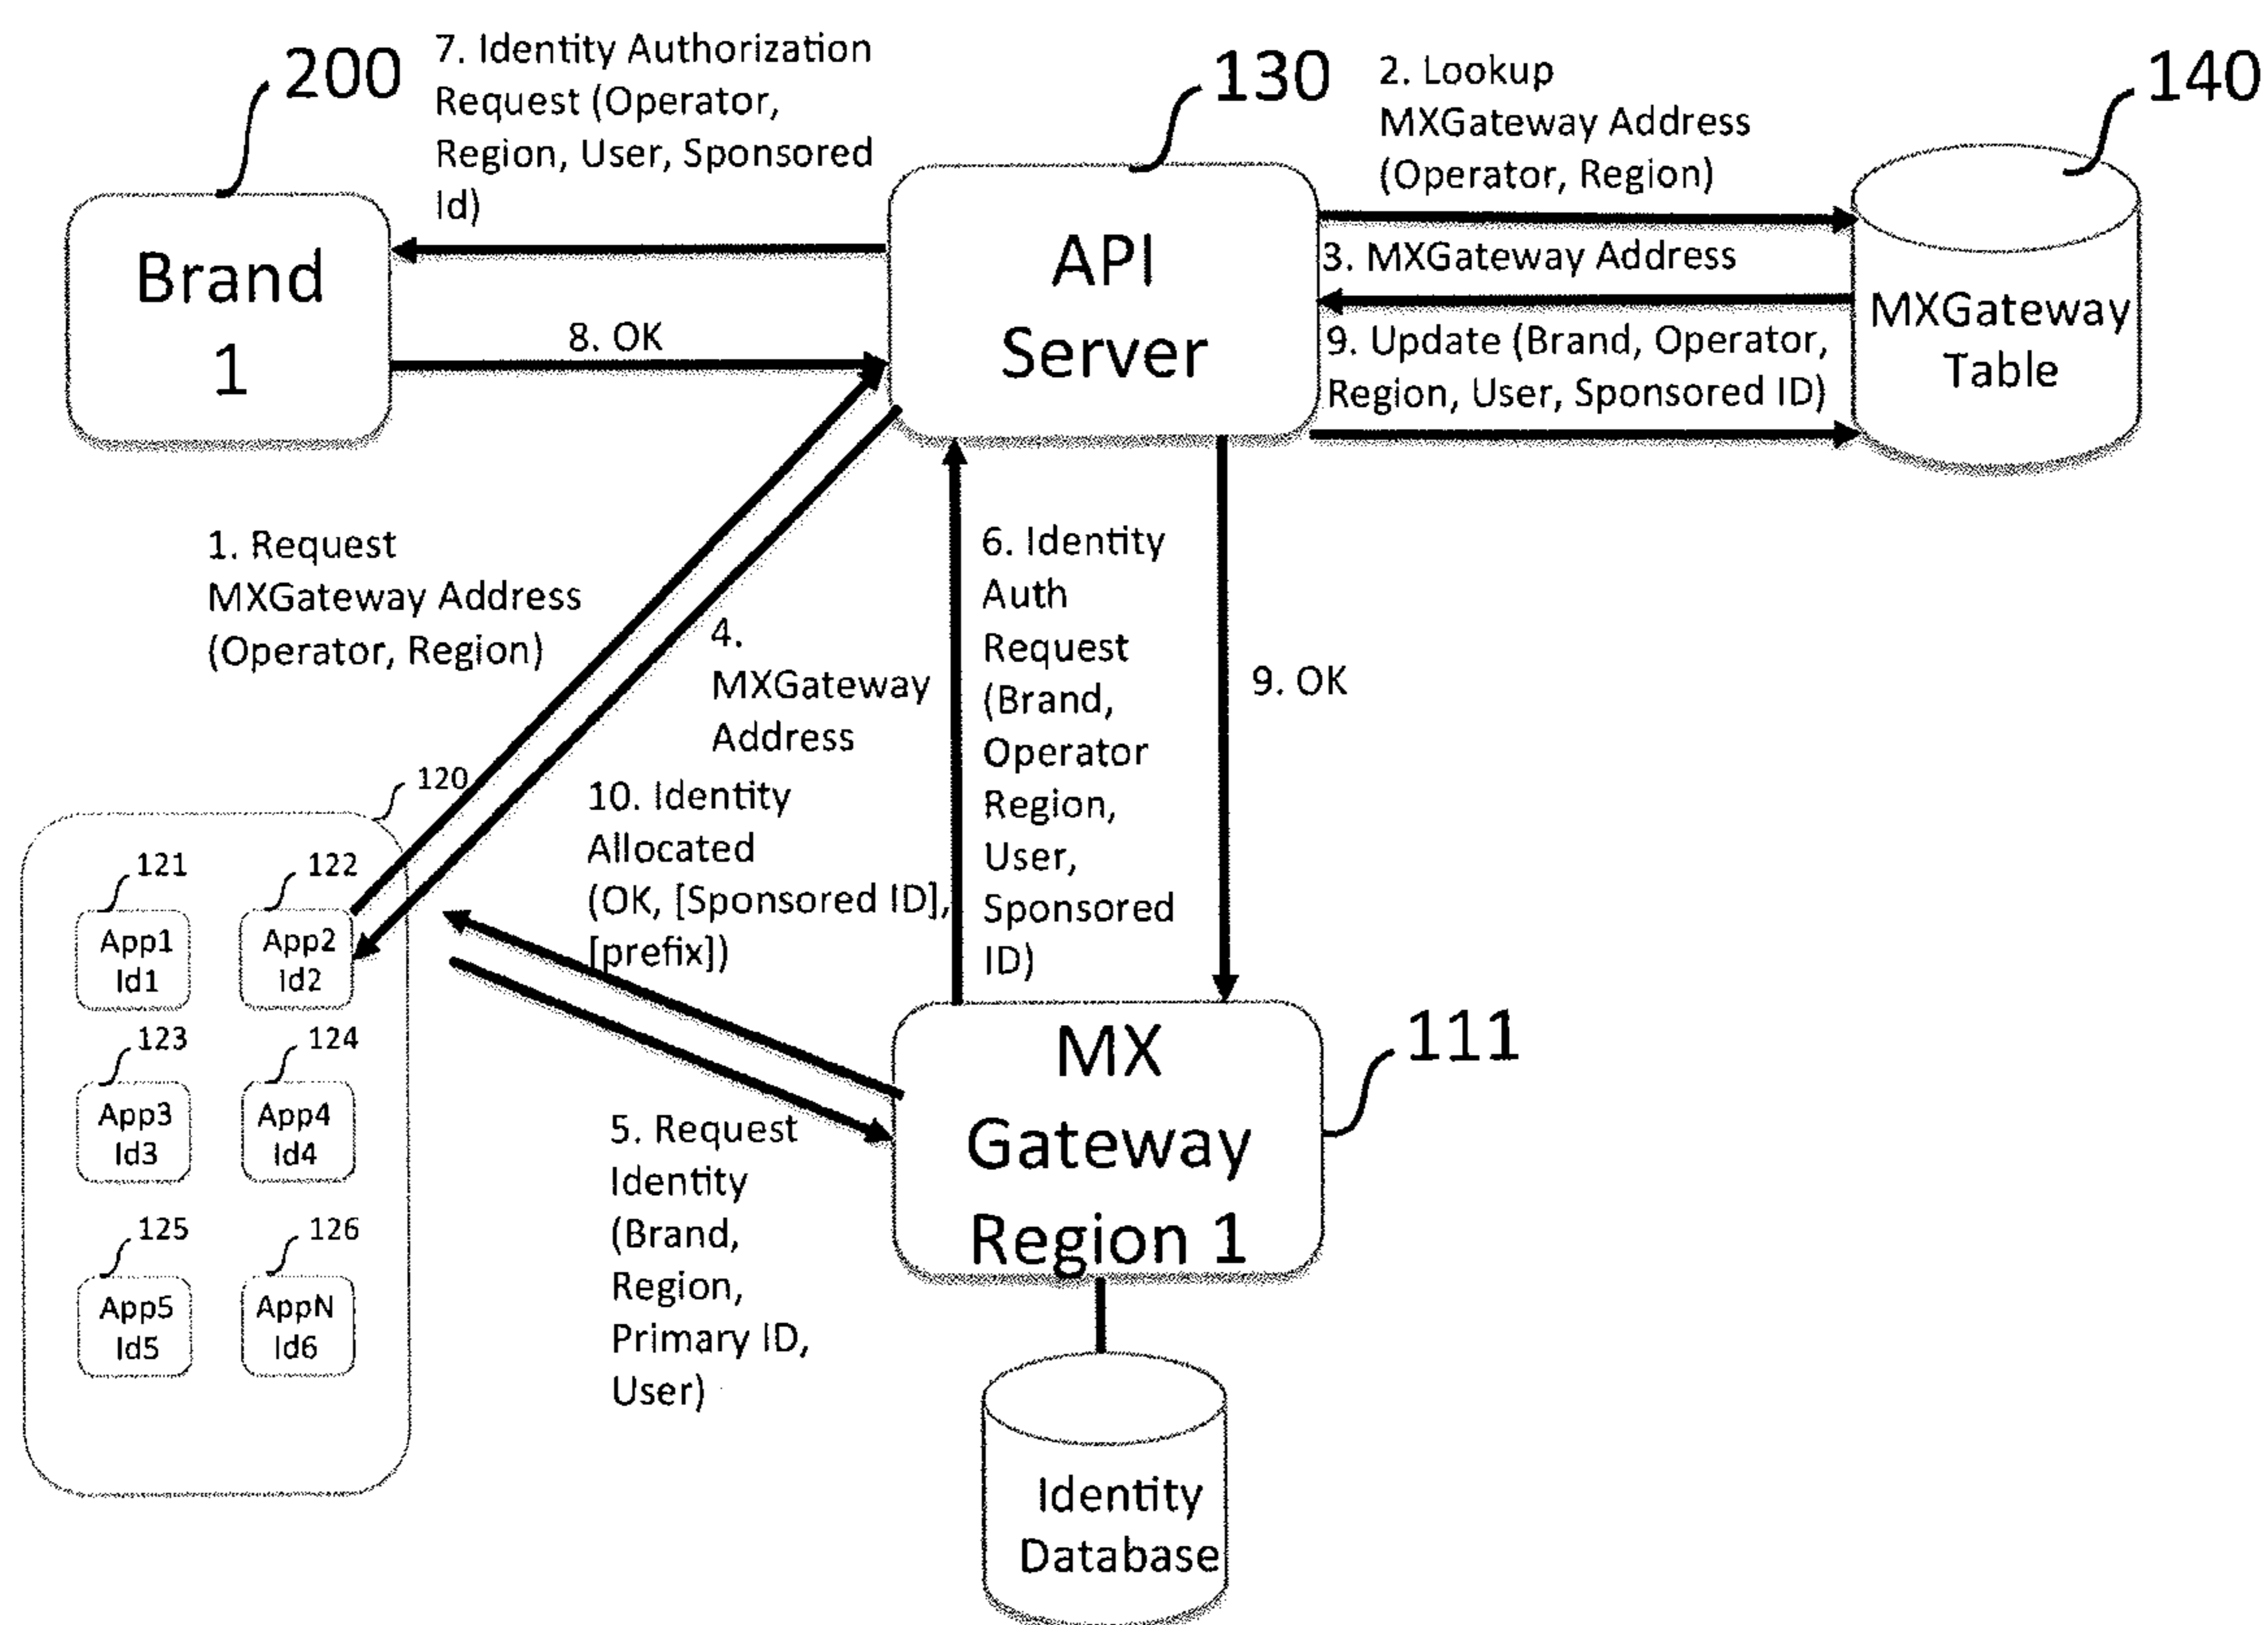 200
7. Identity Authorization
Request (Operator,
Region, User, Sponsored
Id)
130
2. Lookup
MXGateway Address
(Operator, Region)
140
Brand
1
API
Server
3. MXGateway Address
MXGateway
Table
8. OK
9. Update (Brand, Operator,
Region, User, Sponsored ID)
1. Request
MXGateway Address
(Operator, Region)
4.
MXGateway
Address
6. Identity
Auth
Request
(Brand,
Operator
Region,
User,
Sponsored
ID)
9. OK
10. Identity
Allocated
(OK, [Sponsored ID],
[prefix])
120
121
App1
Id1
122
App2
Id2
123
App3
Id3
124
App4
Id4
125
App5
Id5
126
AppN
Id6
5. Request
Identity
(Brand,
Region,
Primary ID,
User)
MX
Gateway
Region 1
111
Identity
Database